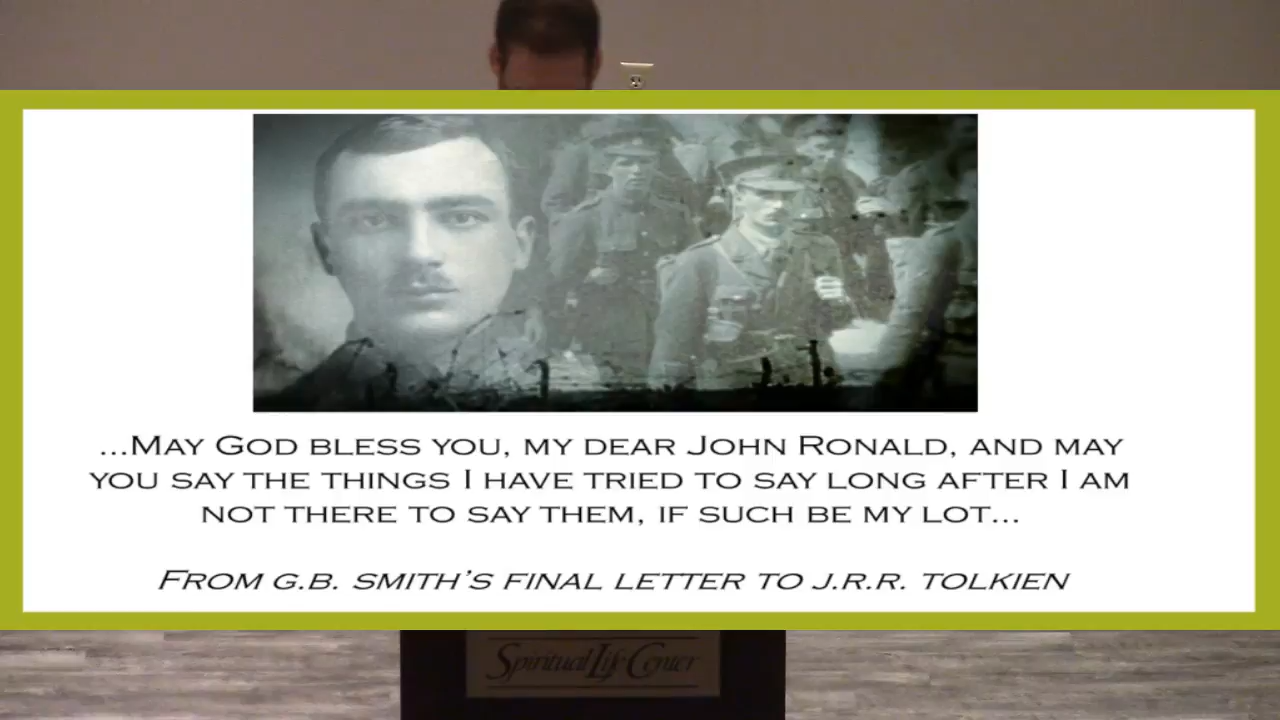 ...MAY GOD BLESS YOU, MY DEAR JOHN RONALD, AND MAY
YOU SAY THE THINGS I HAVE TRIED TO SAY LONG AFTER I AM
NOT THERE TO SAY THEM, IF SUCH BE MY LOT...
FROM G.B. SMITH'S FINAL LETTER TO J.R.R. TOLKIEN
Spiritual Life Center